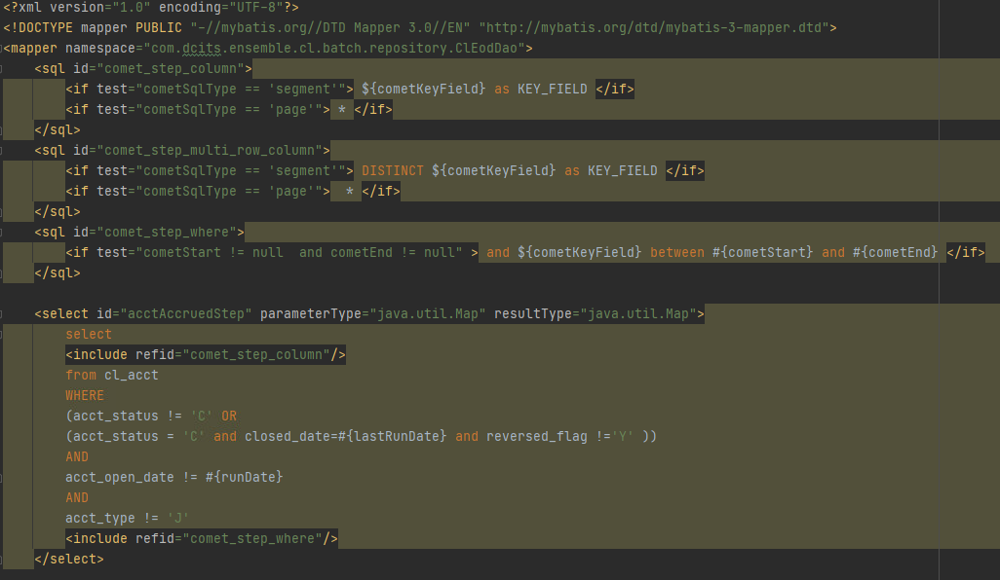 <?xml version="1.0" encoding="UTF-8"?>
<!DOCTYPE mapper PUBLIC "-//mybatis.org//DTD Mapper 3.0//EN" "http://mybatis.org/dtd/mybatis-3-mapper.dtd">
<mapper namespace="com.dcits.ensemble.cl.batch.repository.ClEodDao">
    <sql id="comet_step_column">
        <if test="cometSqlType == 'segment'"> ${cometKeyField} as KEY_FIELD </if>
        <if test="cometSqlType == 'page'"> * </if>
    </sql>
    <sql id="comet_step_multi_row_column">
        <if test="cometSqlType == 'segment'"> DISTINCT ${cometKeyField} as KEY_FIELD </if>
        <if test="cometSqlType == 'page'">  * </if>
    </sql>
    <sql id="comet_step_where">
        <if test="cometStart != null  and cometEnd != null" > and ${cometKeyField} between #{cometStart} and #{cometEnd} </if>
    </sql>

    <select id="acctAccruedStep" parameterType="java.util.Map" resultType="java.util.Map">
        select
        <include refid="comet_step_column"/>
        from cl_acct
        WHERE
        (acct_status != 'C' OR
        (acct_status = 'C' and closed_date=#{lastRunDate} and reversed_flag !='Y' ))
        AND
        acct_open_date != #{runDate}
        AND
        acct_type != 'J'
        <include refid="comet_step_where"/>
    </select>